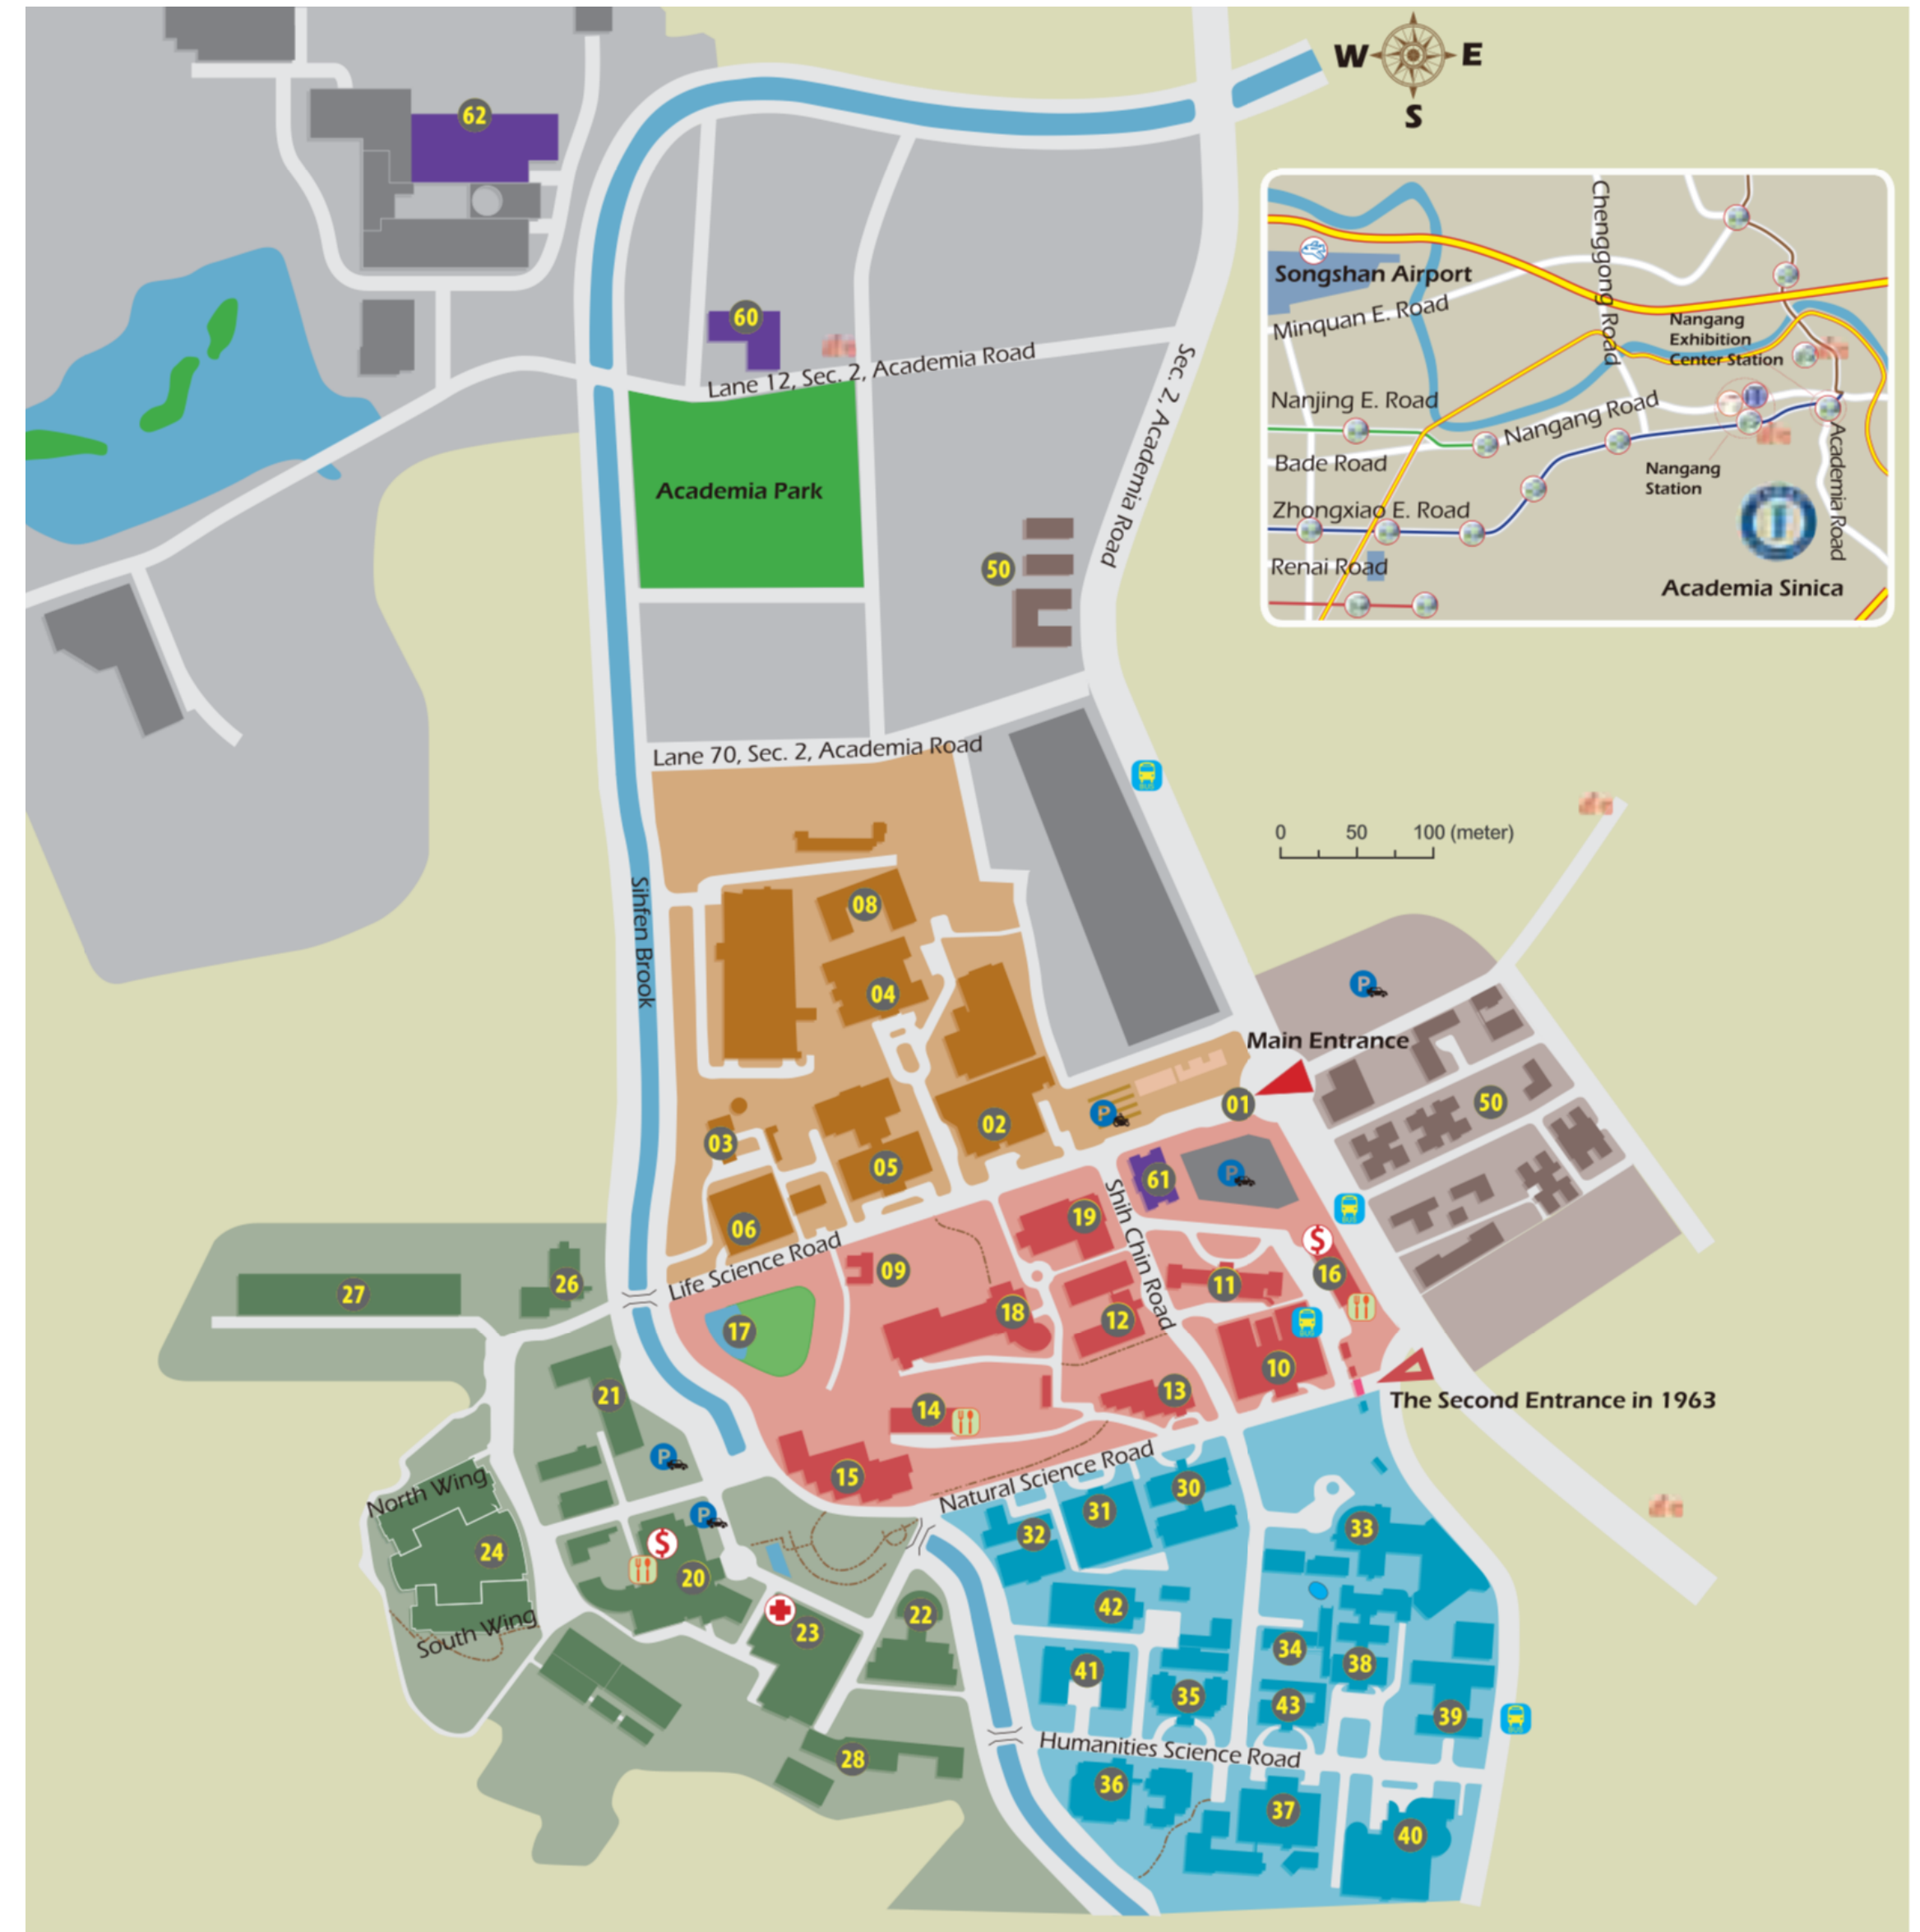 W
E
S
62
Chenggong Road
Songshan Airport
Minquan E. Road
Nangang
Exhibition
Center Station
60
Lane 12, Sec. 2, Academia Road
Sec. 2, Academia Road
Nanjing E. Road
Nangang Road
Bade Road
Nangang
Station
Academia Road
Academia Park
Zhongxiao E. Road
50
Renai Road
Academia Sinica
Lane 70, Sec. 2, Academia Road
BUS
0 50 100 (meter)
Sihfen Brook
08
04
P
Main Entrance
01
50
P
02
03
05
61
P
06
19
Shih Chin Road
BUS
$
Life Science Road
09
11
16
27
26
18
12
BUS
17
10
The Second Entrance in 1963
21
14
13
P
15
Natural Science Road
North Wing
30
31
P
32
33
24
$
20
42
22
23
South Wing
34
38
41
35
43
39
BUS
Humanities Science Road
28
36
37
40